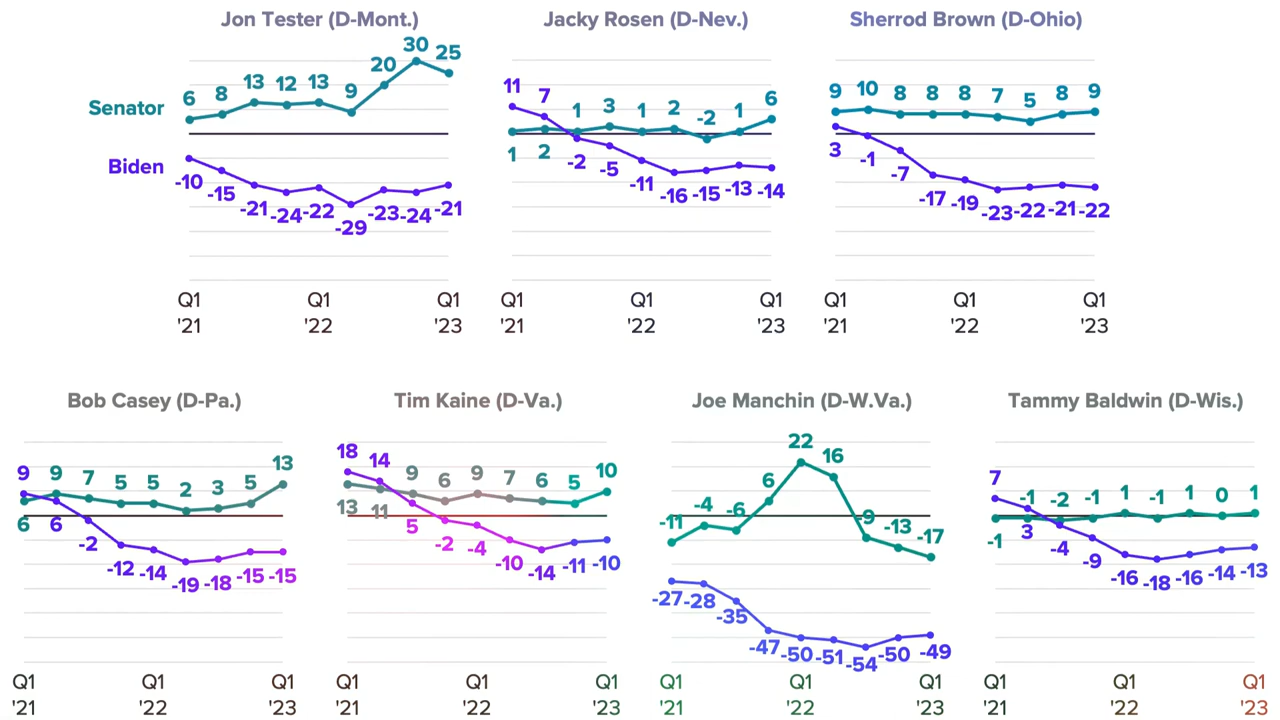 Jon Tester (D-Mont.) Jacky Rosen (D-Nev.) Sherrod Brown (D-Ohio)
Senator
6 8 13 12 13 9 20 30 25
Biden
-10 -15 -21 -24 -22 -29 -23 -24 -21
11 7 1 3 1 2 -2 1 6
1 2 -2 -5 -11 -16 -15 -13 -14
9 10 8 8 8 7 5 8 9
3 -1 -7 -17 -19 -23 -22 -21 -22
Q1 Q1 Q1 Q1 Q1 Q1 Q1 Q1 Q1
'21 '22 '23 '21 '22 '23 '21 '22 '23
Bob Casey (D-Pa.) Tim Kaine (D-Va.) Joe Manchin (D-W.Va.) Tammy Baldwin (D-Wis.)
9 9 7 5 5 2 3 5 13
6 6 -2 -12 -14 -19 -18 -15 -15
18 14 9 6 9 7 6 5 10
13 11 5 -2 -4 -10 -14 -11 -10
-11 -4 -6 6 22 16 -9 -13 -17
-27 -28 -35 -47 -50 -51 -54 -50 -49
7 -1 -2 -1 1 -1 1 0 1
-1 3 -4 -9 -16 -18 -16 -14 -13
Q1 Q1 Q1 Q1 Q1 Q1 Q1 Q1 Q1 Q1 Q1 Q1
'21 '22 '23 '21 '22 '23 '21 '22 '23 '21 '22 '23